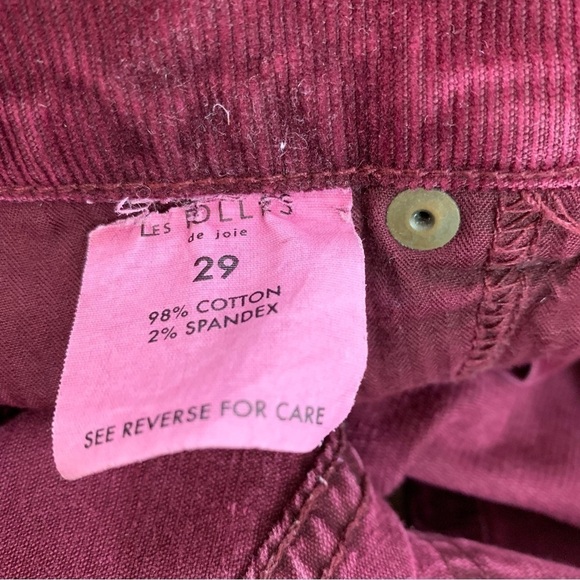 LES FOLLES
de joie
29
98% COTTON
2% SPANDEX
SEE REVERSE FOR CARE